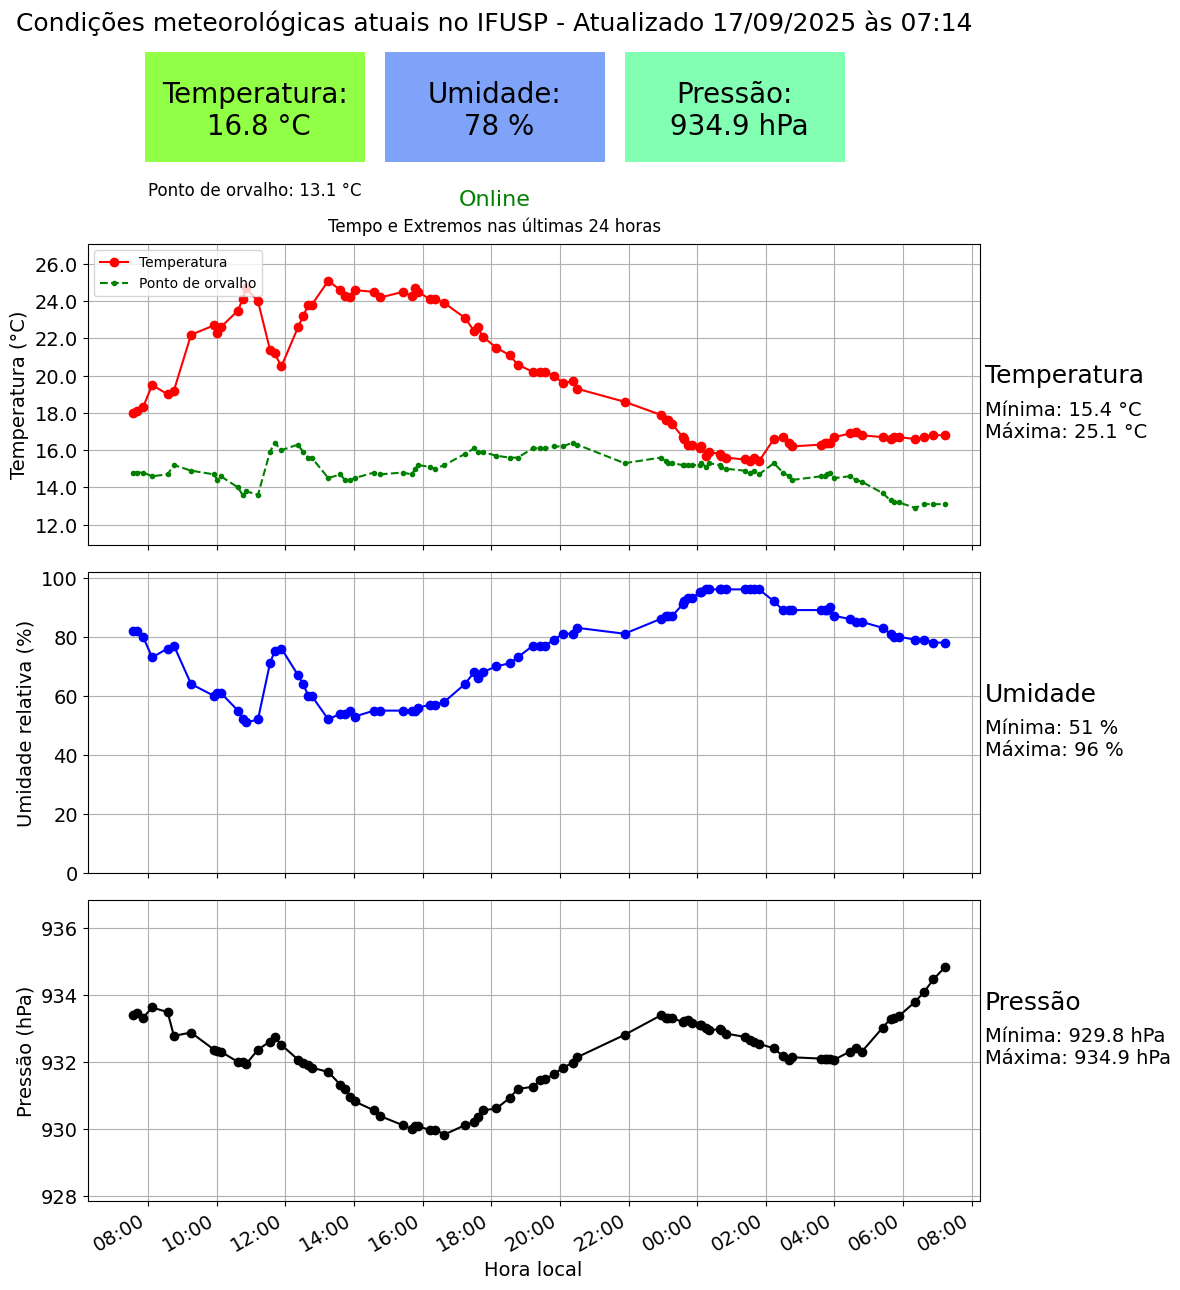 Condições meteorológicas atuais no IFUSP - Atualizado 17/09/2025 às 07:14
Temperatura:
16.8 °C
Umidade:
78 %
Pressão:
934.9 hPa
Ponto de orvalho: 13.1 °C
Online
Tempo e Extremos nas últimas 24 horas
Temperatura
Ponto de orvalho
Temperatura (°C)
26.0
24.0
22.0
20.0
18.0
16.0
14.0
12.0
Temperatura
Mínima: 15.4 °C
Máxima: 25.1 °C
Umidade relativa (%)
100
80
60
40
20
0
Umidade
Mínima: 51 %
Máxima: 96 %
Pressão (hPa)
936
934
932
930
928
Pressão
Mínima: 929.8 hPa
Máxima: 934.9 hPa
08:00 10:00 12:00 14:00 16:00 18:00 20:00 22:00 00:00 02:00 04:00 06:00 08:00
Hora local